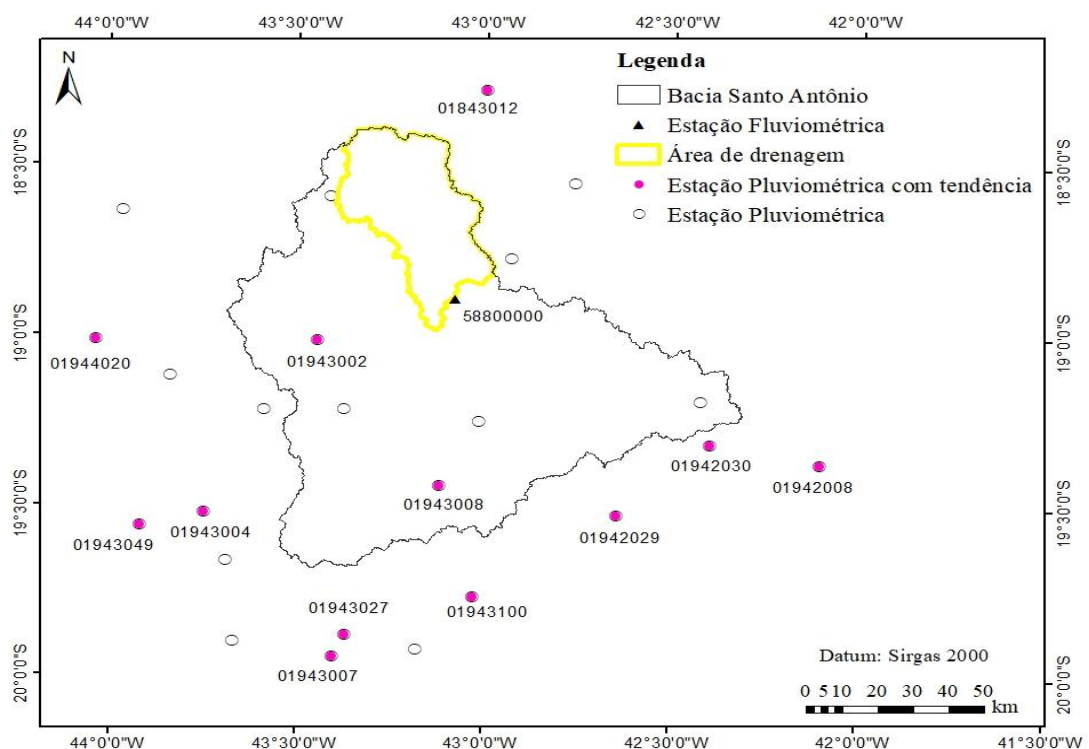 44°0'0"W 43°30'0"W 43°0'0"W 42°30'0"W 42°0'0"W
N
Legenda
Bacia Santo Antônio
Estação Fluviométrica
Área de drenagem
Estação Pluviométrica com tendência
Estação Pluviométrica
01843012
18°30'0"S
18°30'0"S
58800000
19°0'0"S
19°0'0"S
01944020
01943002
01942030
01942008
01943008
19°30'0"S
19°30'0"S
01943004
01943049
01942029
01943100
01943027
01943007
20°0'0"S
20°0'0"S
Datum: Sirgas 2000
0 5 10 20 30 40 50
km
44°0'0"W 43°30'0"W 43°0'0"W 42°30'0"W 42°0'0"W 41°30'0"W